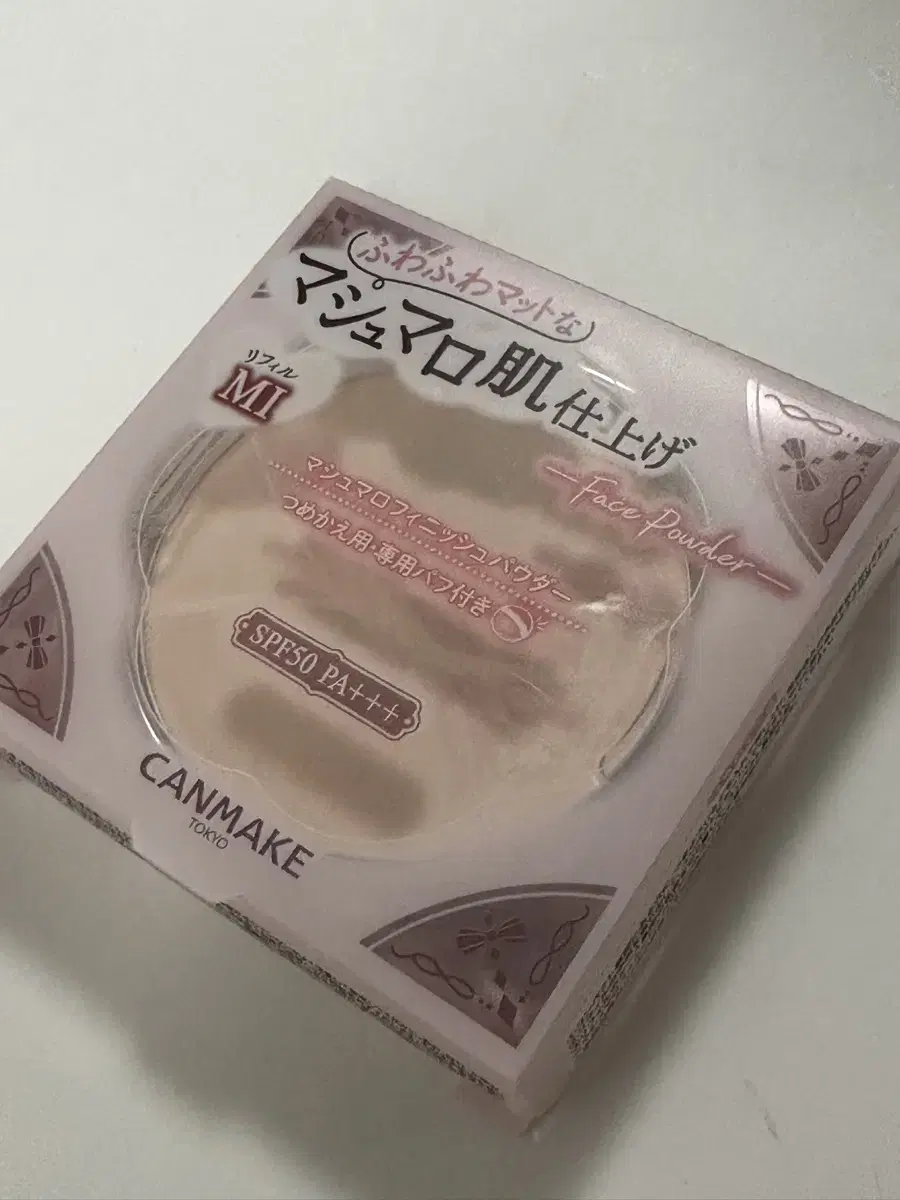 ふわふわマットな
マシュマロ肌仕上げ
リフィル
MI
Face Powder
マシュマロフィニッシュパウダー
つめかえ用・専用パフ付き
SPF50 PA+++
CANMAKE
TOKYO